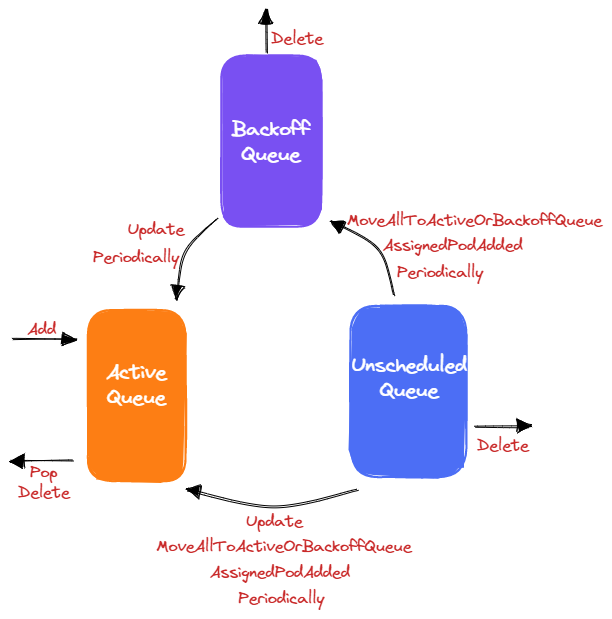 Delete
Backoff
Queue
Update
Periodically
MoveAllToActiveOrBackoffQueue
AssignedPodAdded
Periodically
Add
Active
Queue
Unscheduled
Queue
Delete
Pop
Delete
Update
MoveAllToActiveOrBackoffQueue
AssignedPodAdded
Periodically